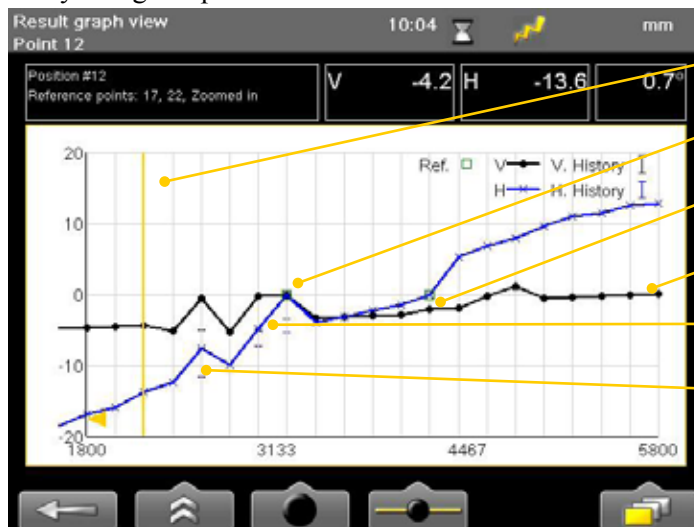 Result graph view 10:04 mm
Point 12
Position #12
Reference points: 17, 22, Zoomed in
V -4.2 H -13.6 0.7°
20
Ref. V V. History
H H. History
10
0
-10
-20
1800 3133 4467 5800